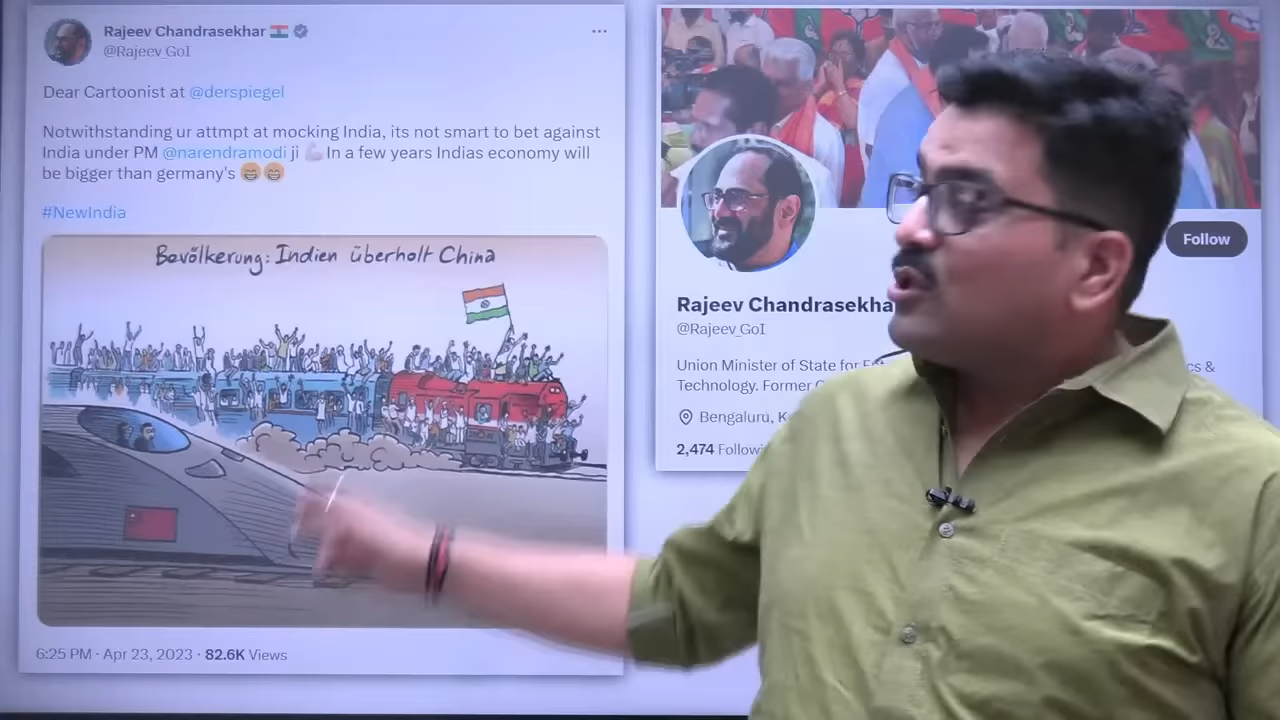 Rajeev Chandrasekhar
@Rajeev_GoI
Dear Cartoonist at @derspiegel
Notwithstanding ur attmpt at mocking India, its not smart to bet against
India under PM @narendramodi ji 💪In a few years Indias economy will
be bigger than germany's 😁😁
#NewIndia
Bevölkerung: Indien überholt China
6:25 PM · Apr 23, 2023 · 82.6K Views
Follow
Rajeev Chandrasekha
@Rajeev_GoI
Union Minister of State for cs &
Technology. Former
Bengaluru,
2,474 Followi